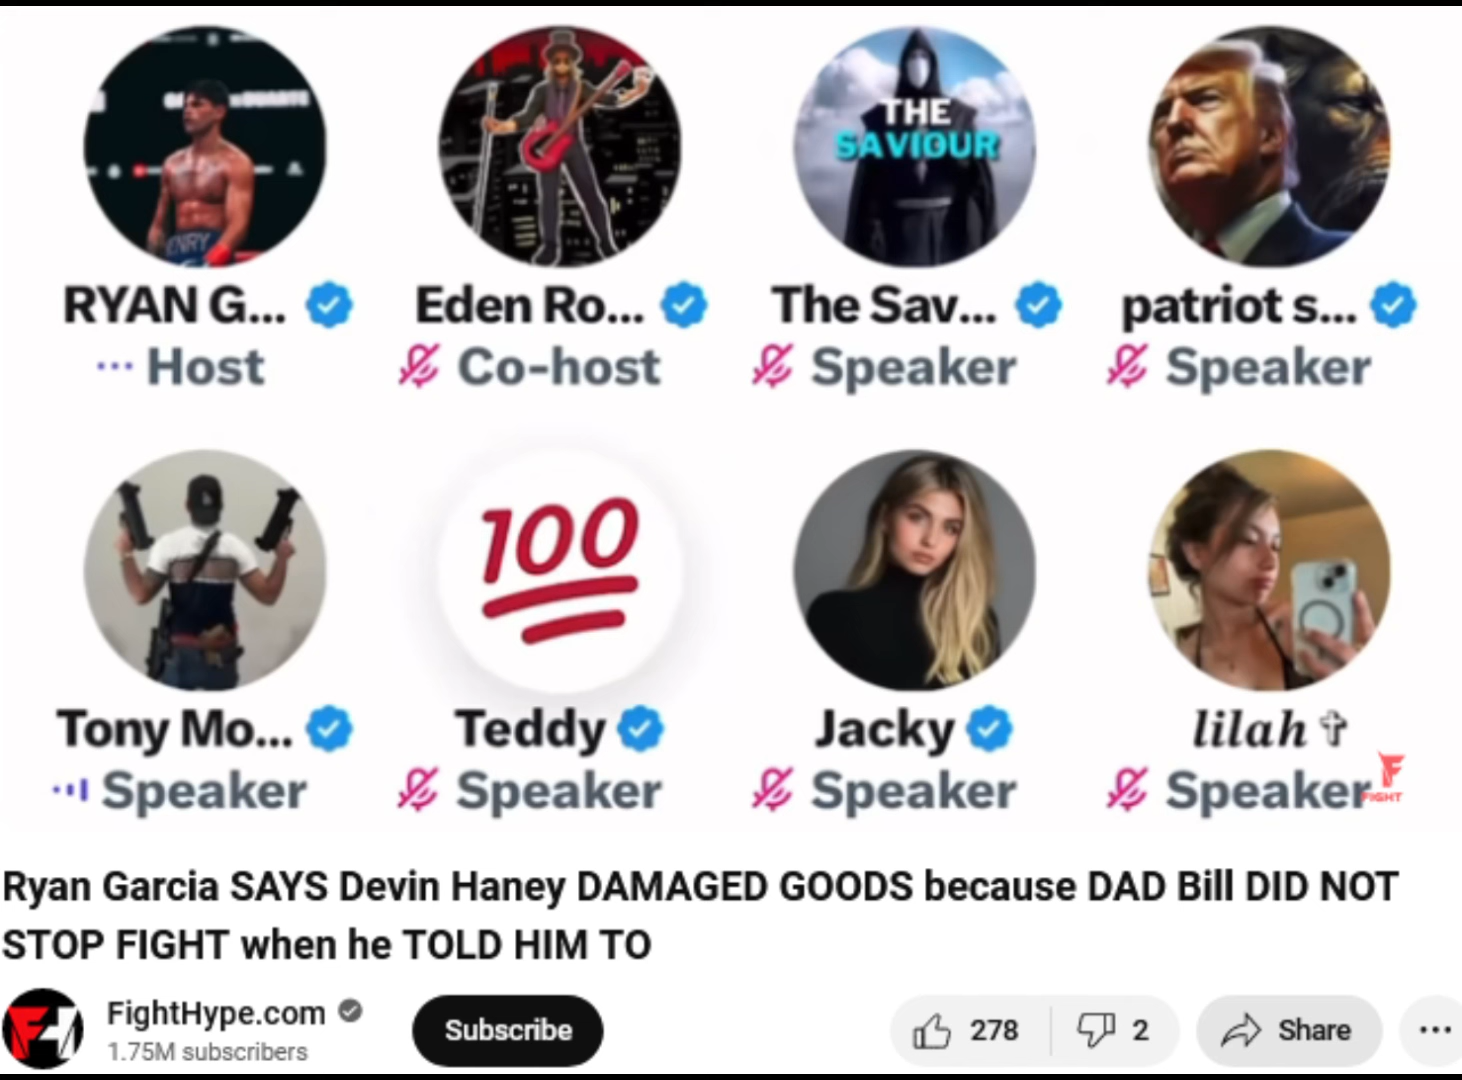 THE
SAVIOUR
RYAN G... Eden Ro... The Sav... patriot s...
Host Co-host Speaker Speaker
100
Tony Mo... Teddy Jacky lilah ✞
Speaker Speaker Speaker Speaker
FIGHT
Ryan Garcia SAYS Devin Haney DAMAGED GOODS because DAD Bill DID NOT
STOP FIGHT when he TOLD HIM TO
FightHype.com
1.75M subscribers
Subscribe
278 2 Share ...